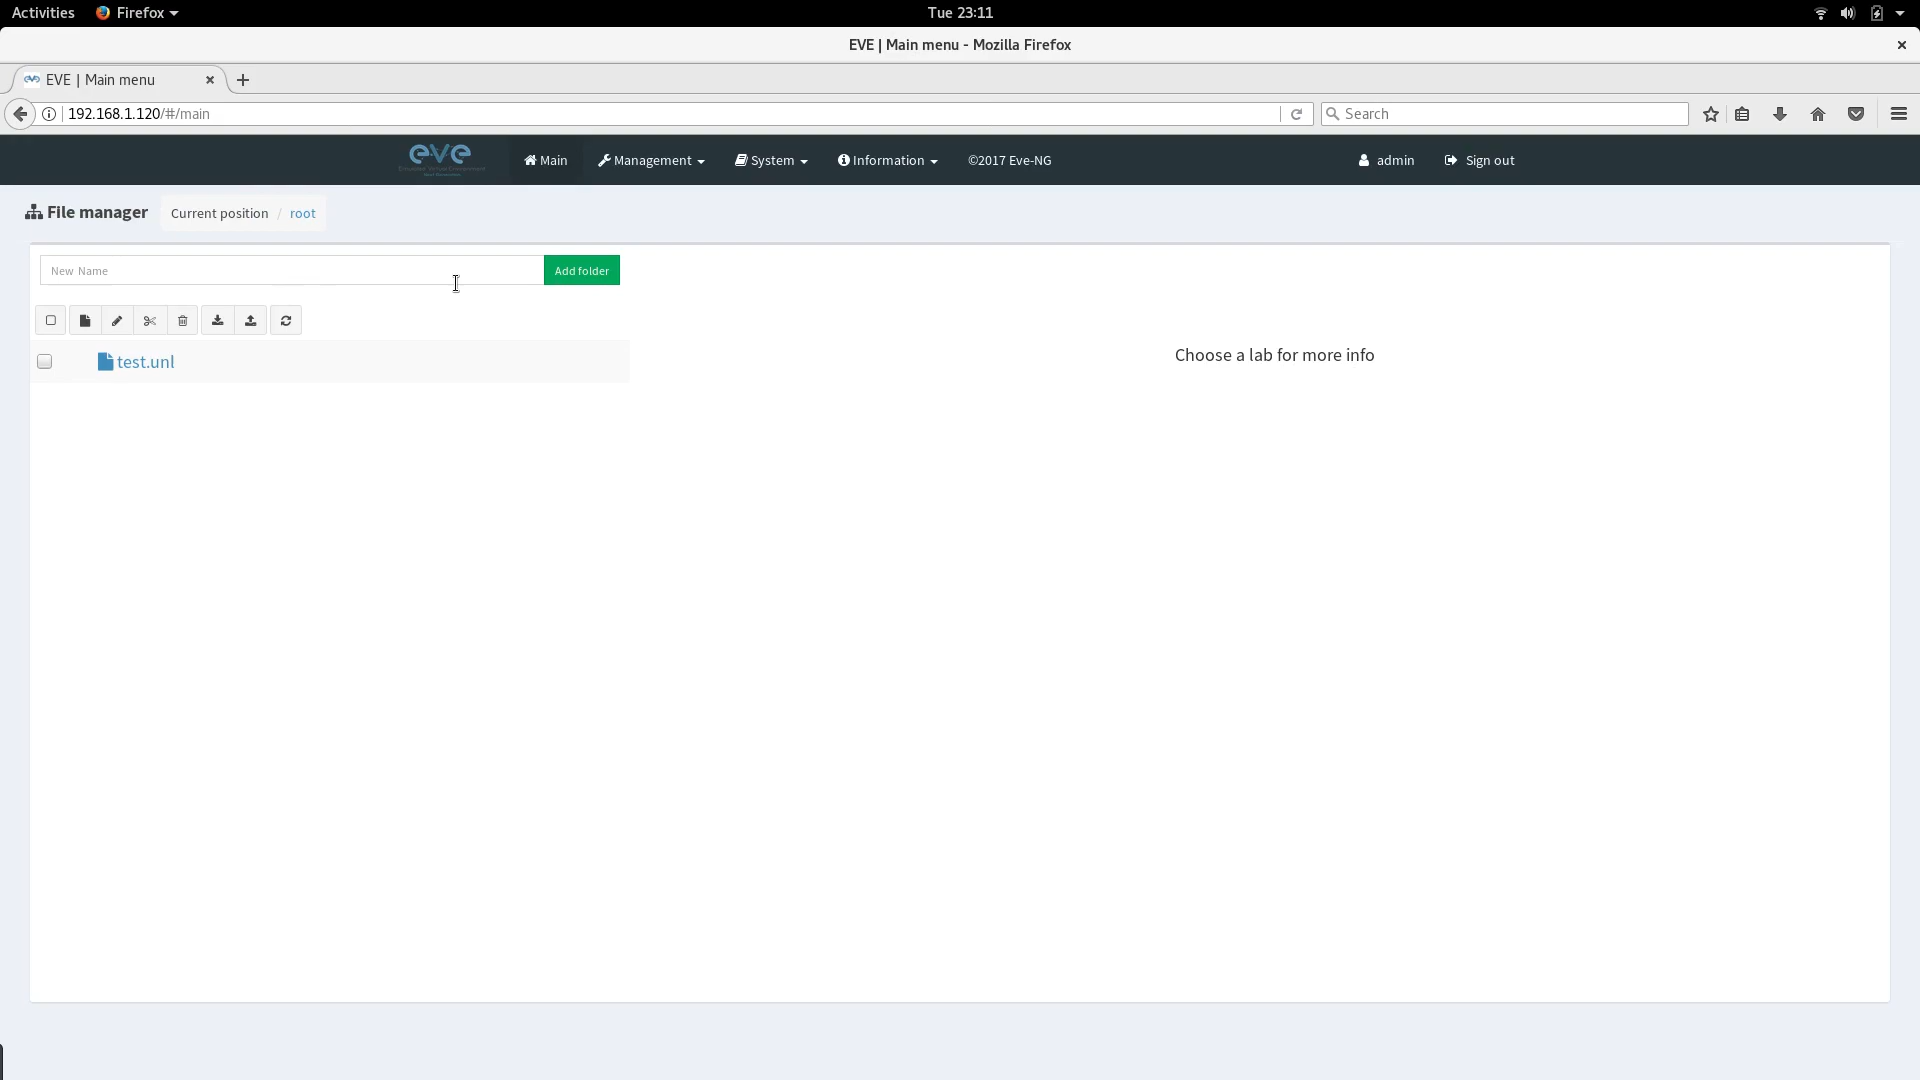 Activities Firefox Tue 23:11
EVE | Main menu - Mozilla Firefox
EVE | Main menu
192.168.1.120/#/main Search
eve Main Management System Information ©2017 Eve-NG admin Sign out
File manager Current position / root
New Name Add folder
test.unl
Choose a lab for more info